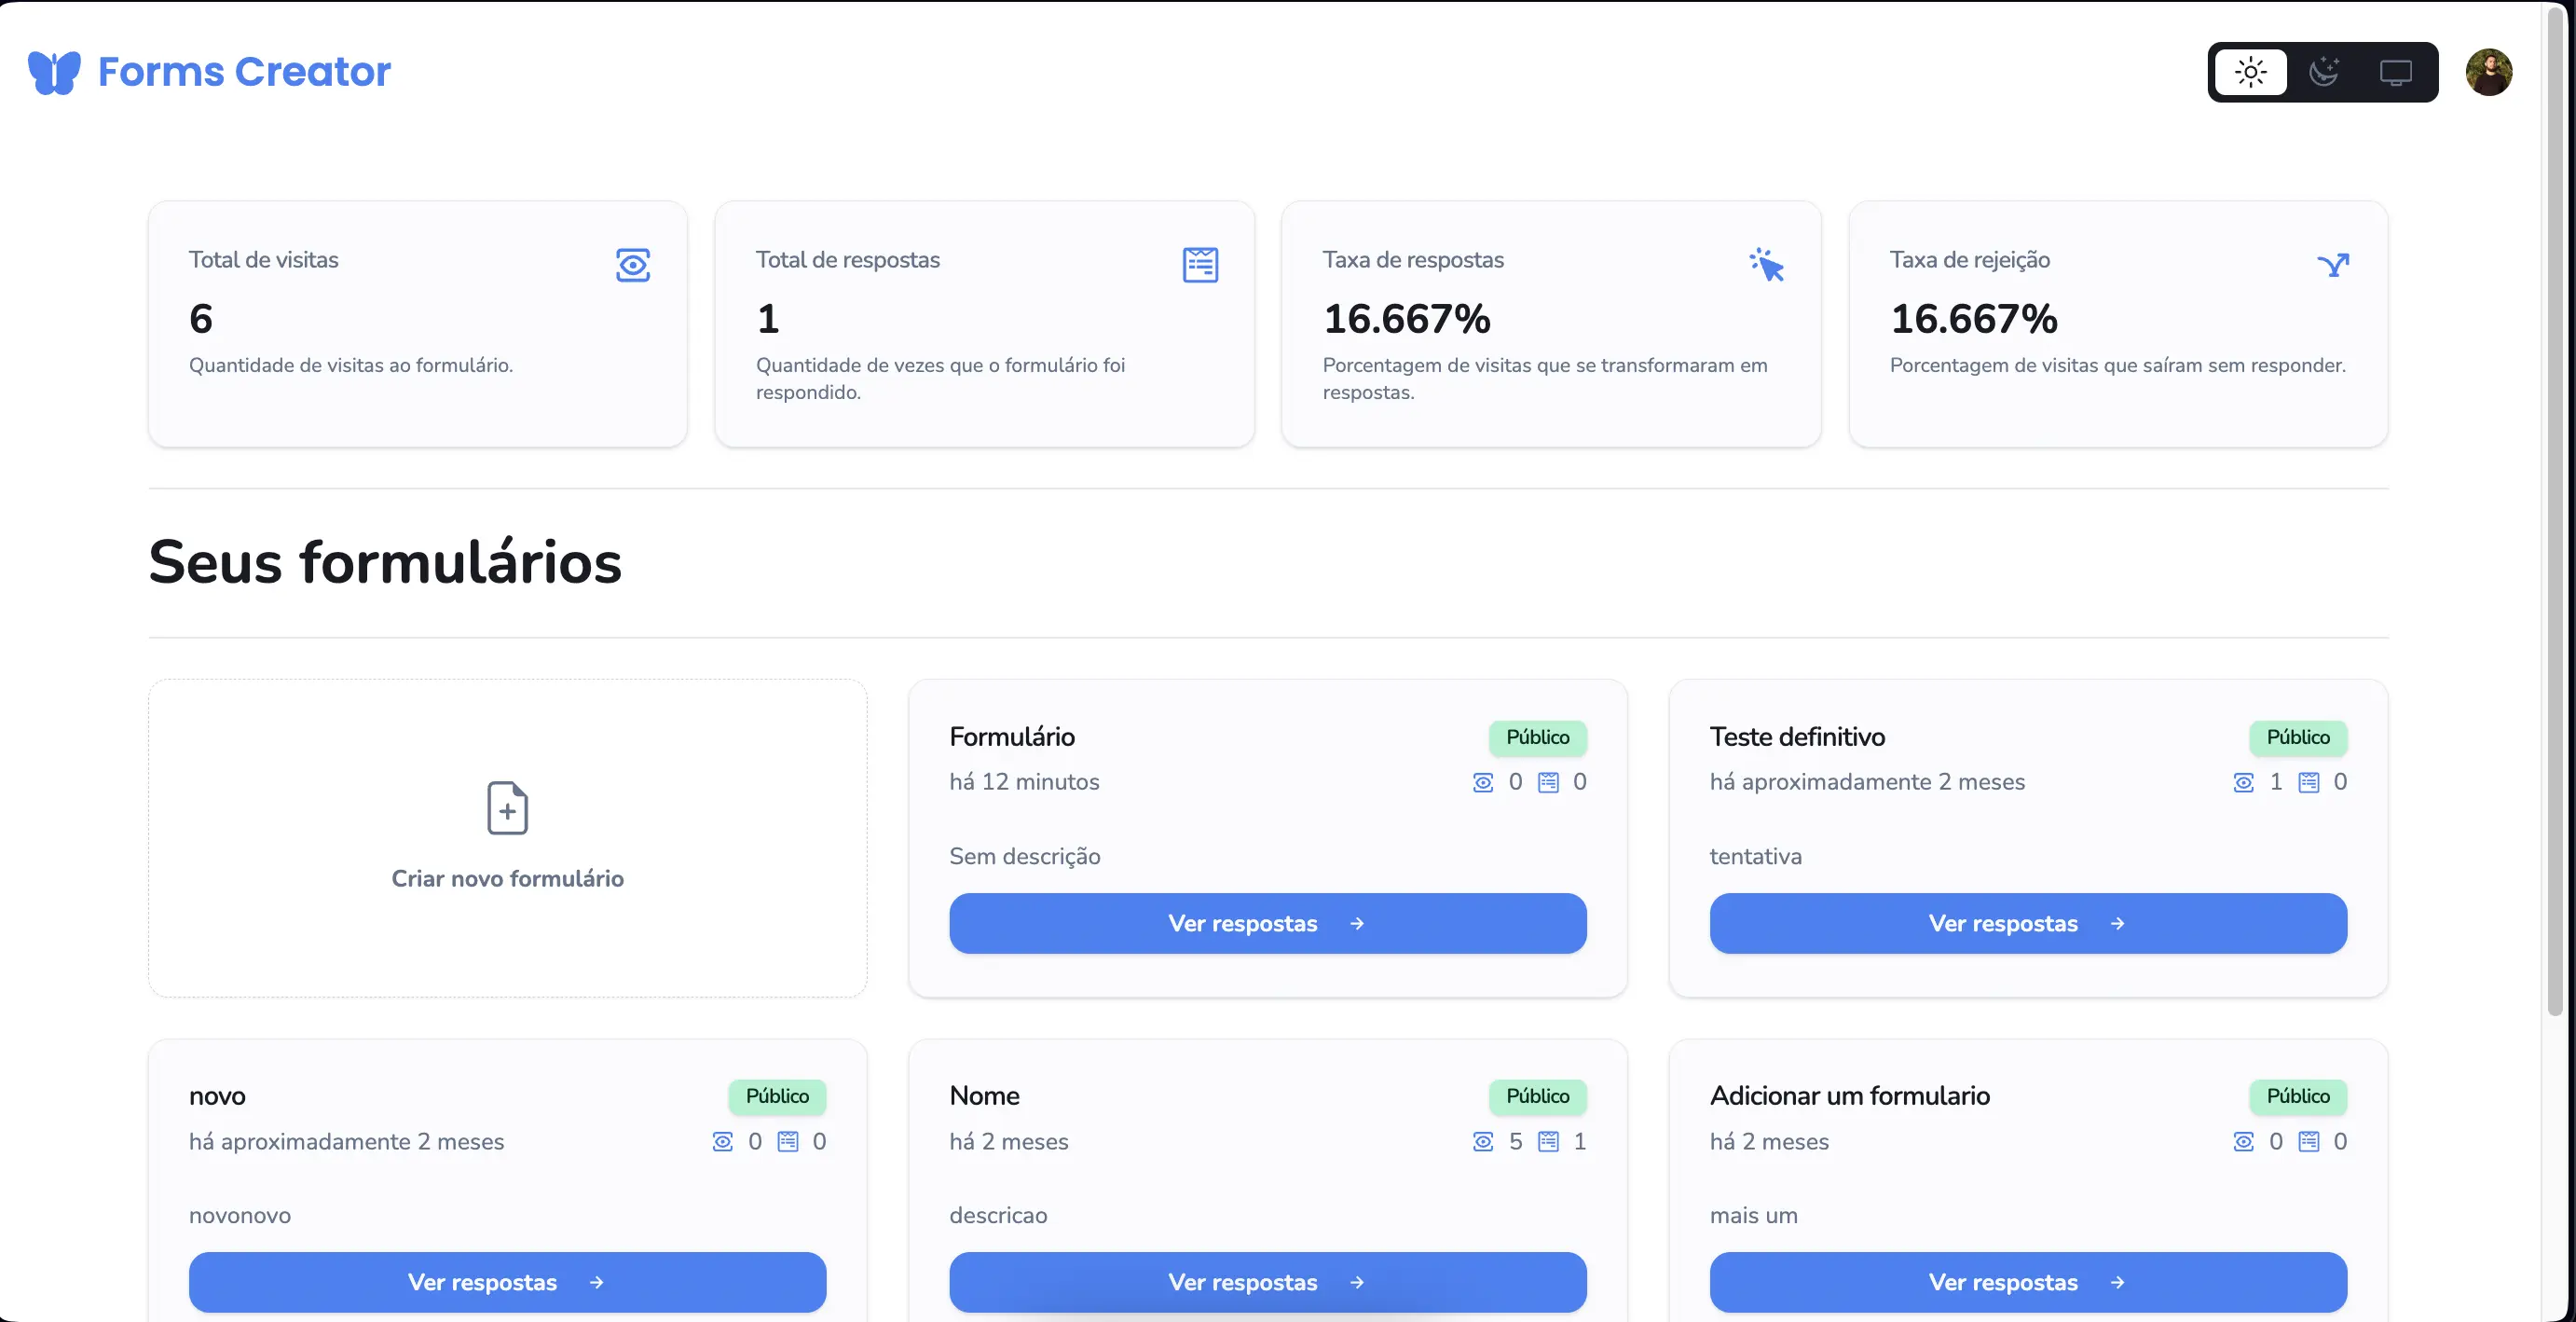 Forms Creator
Total de visitas
6
Quantidade de visitas ao formulário.
Total de respostas
1
Quantidade de vezes que o formulário foi
respondido.
Taxa de respostas
16.667%
Porcentagem de visitas que se transformaram em
respostas.
Taxa de rejeição
16.667%
Porcentagem de visitas que saíram sem responder.
Seus formulários
Criar novo formulário
Formulário
Público
há 12 minutos
0 0
Sem descrição
Ver respostas →
Teste definitivo
Público
há aproximadamente 2 meses
1 0
tentativa
Ver respostas →
novo
Público
há aproximadamente 2 meses
0 0
novonovo
Ver respostas →
Nome
Público
há 2 meses
5 1
descricao
Ver respostas →
Adicionar um formulario
Público
há 2 meses
0 0
mais um
Ver respostas →